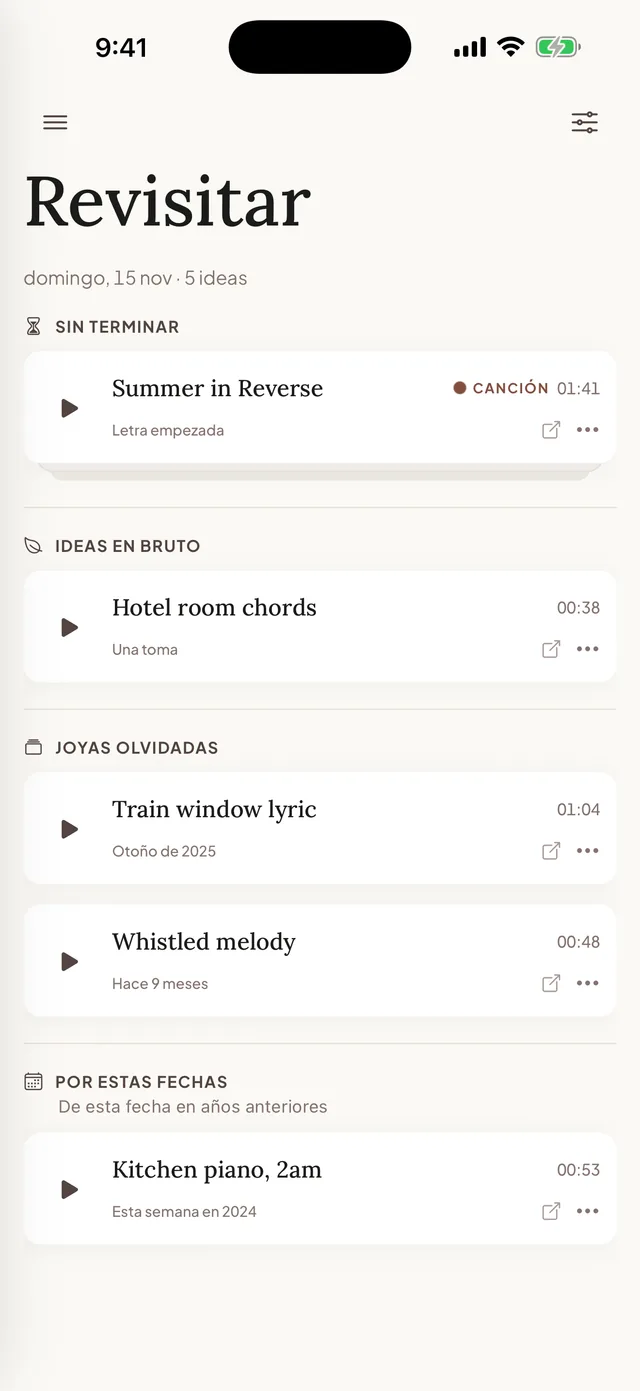 9:41
Revisitar
domingo, 15 nov · 5 ideas
SIN TERMINAR
Summer in Reverse
CANCIÓN 01:41
Letra empezada
IDEAS EN BRUTO
Hotel room chords
00:38
Una toma
JOYAS OLVIDADAS
Train window lyric
01:04
Otoño de 2025
Whistled melody
00:48
Hace 9 meses
POR ESTAS FECHAS
De esta fecha en años anteriores
Kitchen piano, 2am
00:53
Esta semana en 2024